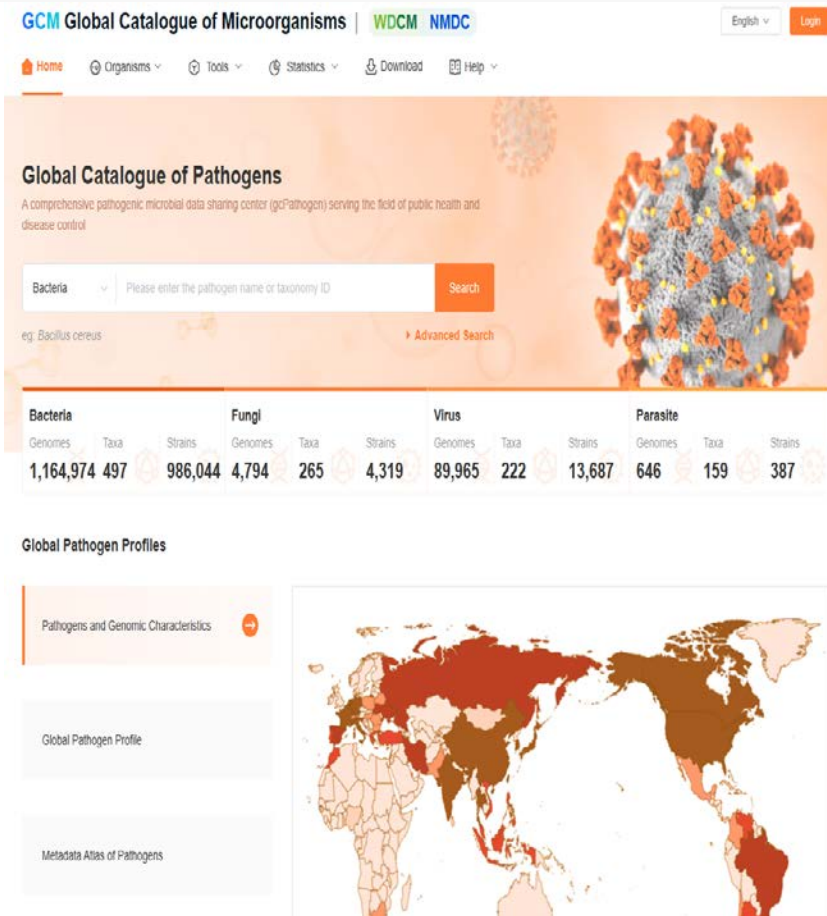 GCM Global Catalogue of Microorganisms | WDCM NMDC
English
Login
Home
Organisms
Tools
Statistics
Download
Help
Global Catalogue of Pathogens
A comprehensive pathogenic microbial data sharing center (gcPathogen) serving the field of public health and
disease control
Bacteria
Please enter the pathogen name or taxonomy ID
Search
eg: Bacillus cereus
Advanced Search
Bacteria
Genomes Taxa Strains
1,164,974 497 986,044
Fungi
Genomes Taxa Strains
4,794 265 4,319
Virus
Genomes Taxa Strains
89,965 222 13,687
Parasite
Genomes Taxa Strains
646 159 387
Global Pathogen Profiles
Pathogens and Genomic Characteristics
Global Pathogen Profile
Metadata Atlas of Pathogens